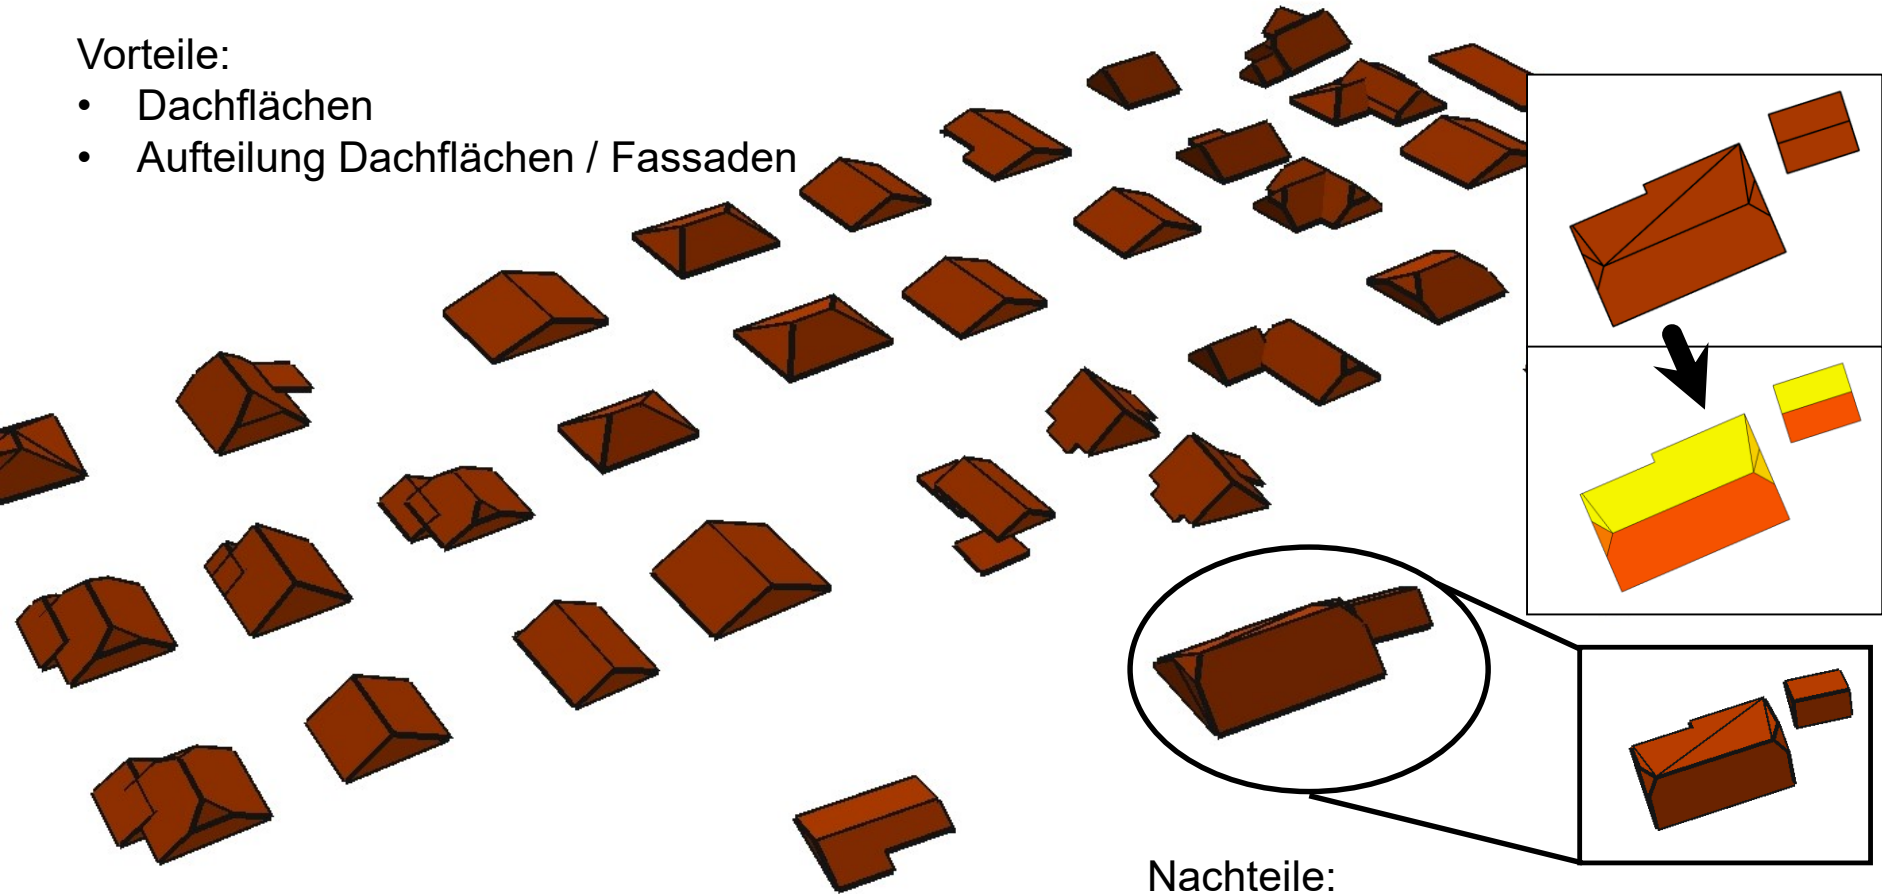 Vorteile:
• Dachflächen
• Aufteilung Dachflächen / Fassaden
Nachteile: